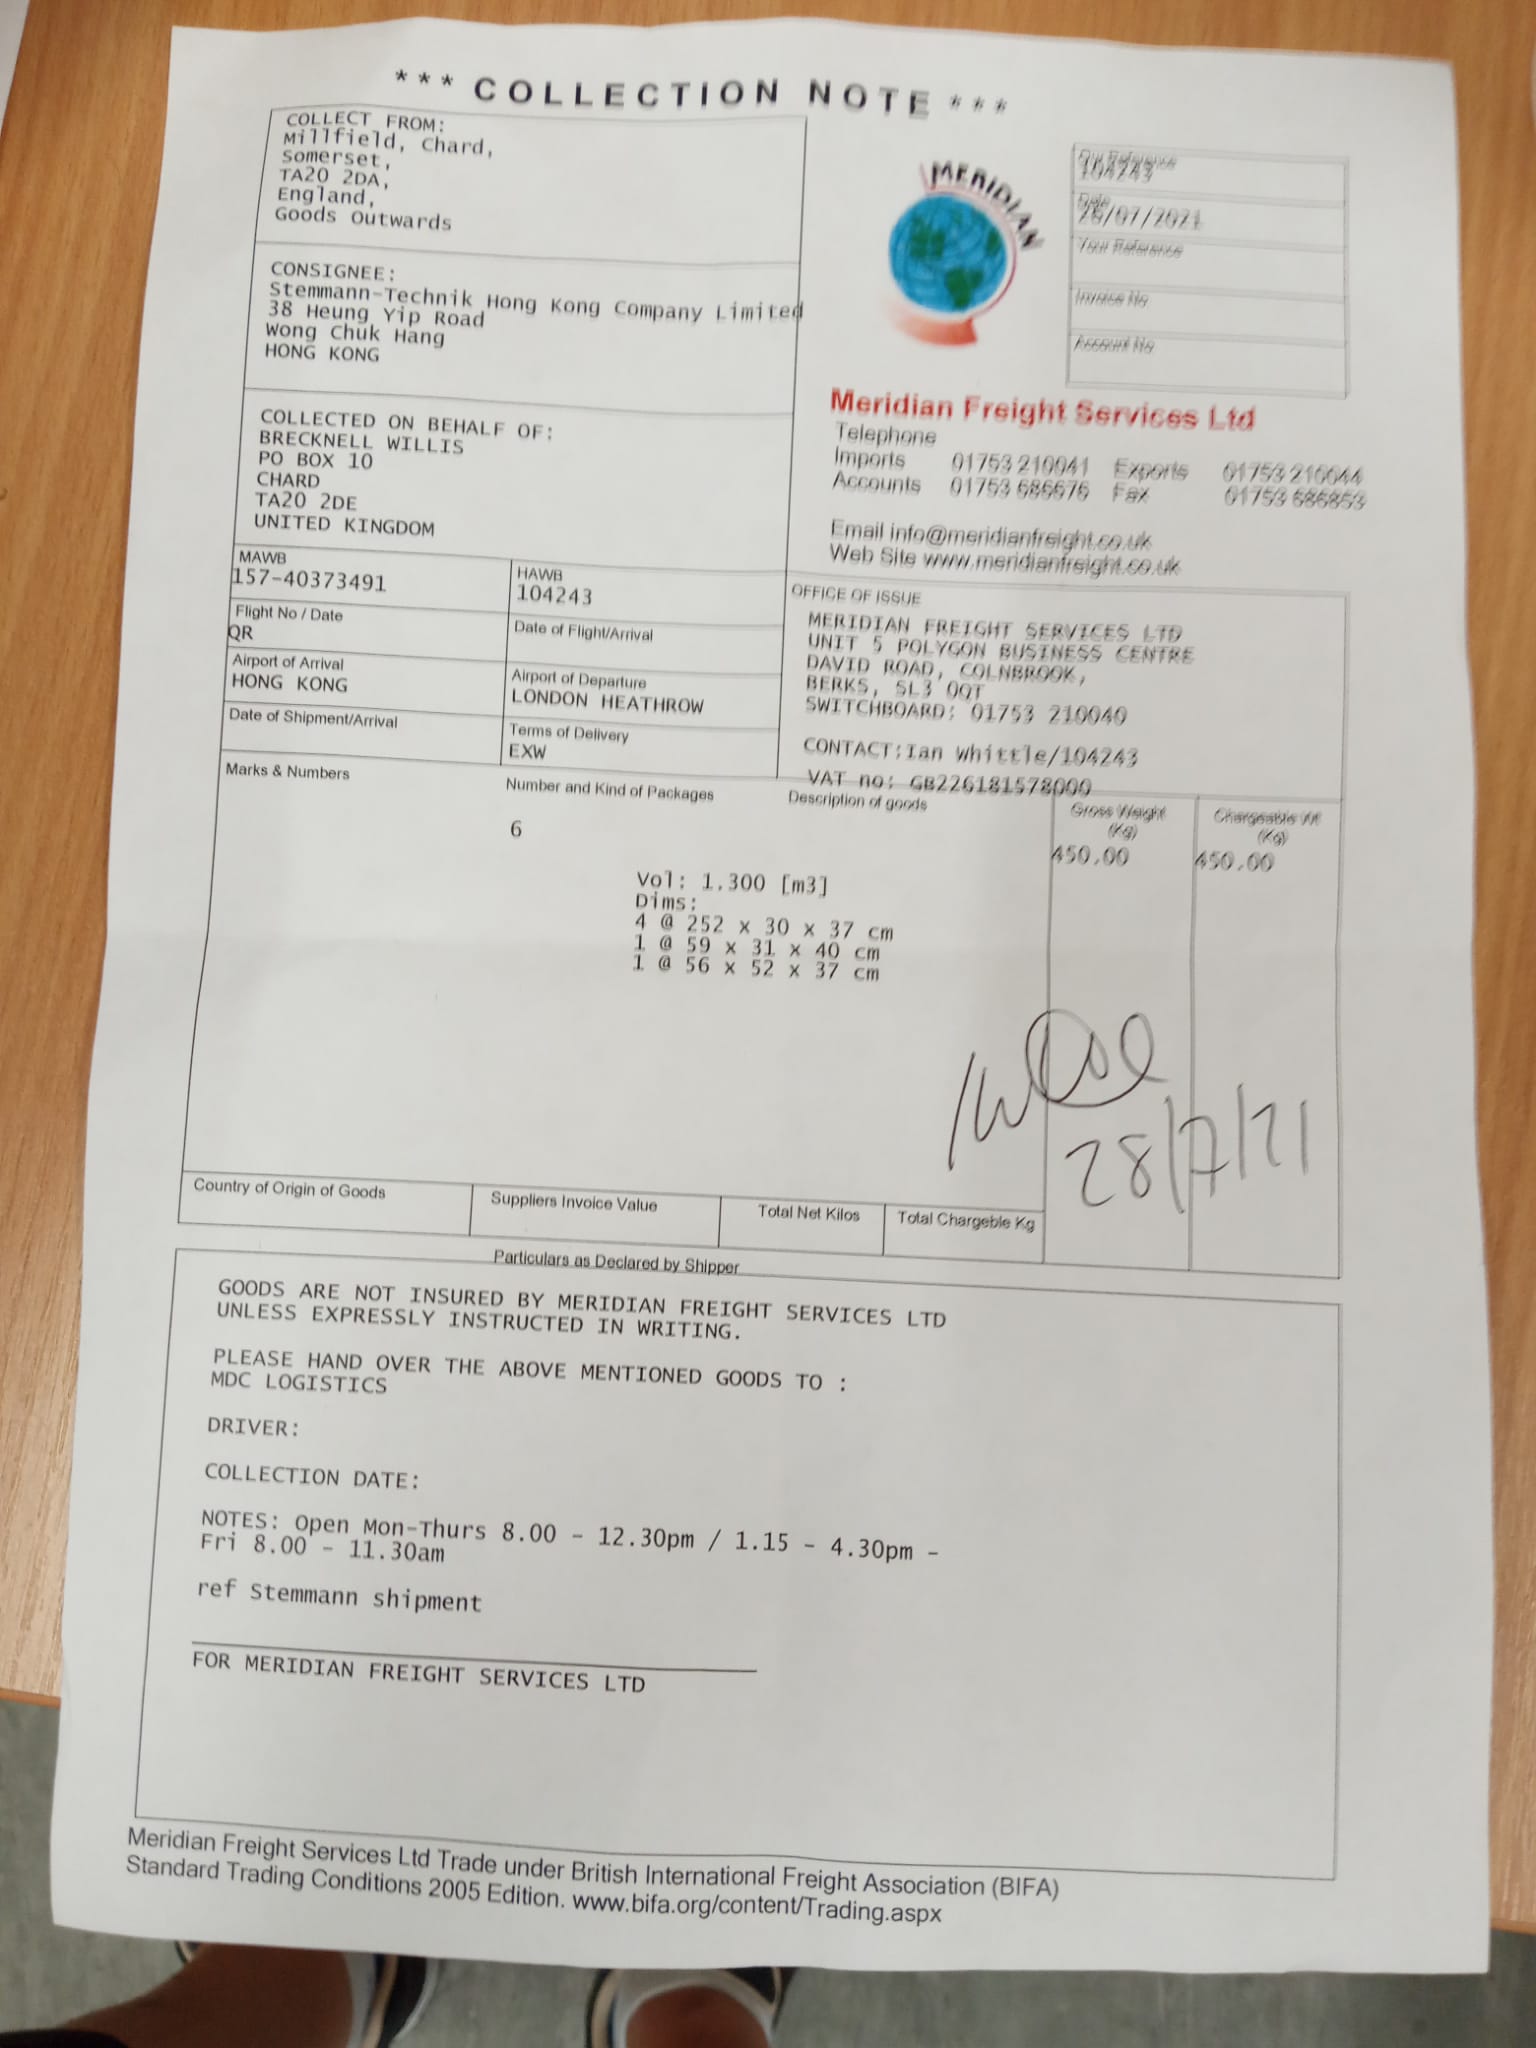 *** COLLECTION NOTE ***
COLLECT FROM:
Millfield, Chard,
Somerset,
TA20 2DA,
England,
Goods Outwards
CONSIGNEE:
Stemmann-Technik Hong Kong Company Limited
38 Heung Yip Road
Wong Chuk Hang
HONG KONG
COLLECTED ON BEHALF OF:
BRECKNELL WILLIS
PO BOX 10
CHARD
TA20 2DE
UNITED KINGDOM
MERIDIAN
Our Reference
104243
Date
26/07/2021
Your Reference
Invoice No
Account No
Meridian Freight Services Ltd
Telephone
Imports 01753 210041 Exports 01753 210044
Accounts 01753 686676 Fax 01753 686853
Email info@meridianfreight.co.uk
Web Site www.meridianfreight.co.uk
MAWB
157-40373491
HAWB
104243
Flight No / Date
QR
Date of Flight/Arrival
Airport of Arrival
HONG KONG
Airport of Departure
LONDON HEATHROW
Date of Shipment/Arrival
Terms of Delivery
EXW
OFFICE OF ISSUE
MERIDIAN FREIGHT SERVICES LTD
UNIT 5 POLYGON BUSINESS CENTRE
DAVID ROAD, COLNBROOK,
BERKS, SL3 0QT
SWITCHBOARD: 01753 210040
CONTACT:Ian Whittle/104243
VAT no: GB226181578000
Marks & Numbers
Number and Kind of Packages
Description of goods
Gross Weight
(Kg)
Chargeable Wt
(Kg)
6
450.00
450.00
Vol: 1.300 [m3]
Dims:
4 @ 252 x 30 x 37 cm
1 @ 59 x 31 x 40 cm
1 @ 56 x 52 x 37 cm
28/7/21
Country of Origin of Goods
Suppliers Invoice Value
Total Net Kilos
Total Chargeble Kg
Particulars as Declared by Shipper
GOODS ARE NOT INSURED BY MERIDIAN FREIGHT SERVICES LTD
UNLESS EXPRESSLY INSTRUCTED IN WRITING.
PLEASE HAND OVER THE ABOVE MENTIONED GOODS TO :
MDC LOGISTICS
DRIVER:
COLLECTION DATE:
NOTES: Open Mon-Thurs 8.00 - 12.30pm / 1.15 - 4.30pm -
Fri 8.00 - 11.30am
ref Stemmann shipment
FOR MERIDIAN FREIGHT SERVICES LTD
Meridian Freight Services Ltd Trade under British International Freight Association (BIFA)
Standard Trading Conditions 2005 Edition. www.bifa.org/content/Trading.aspx